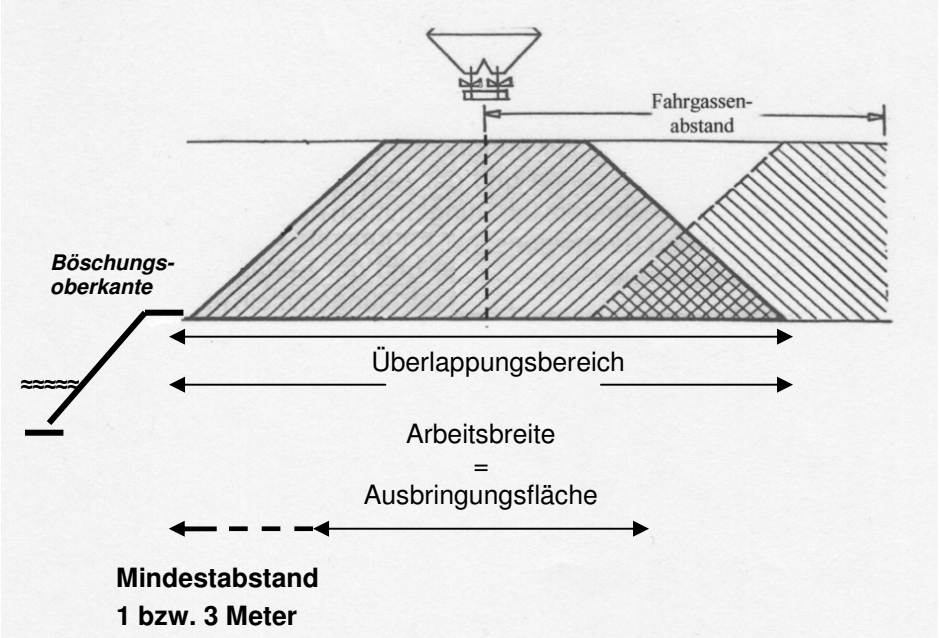 Fahrgassen-
abstand
Böschungs-
oberkante
Überlappungsbereich
Arbeitsbreite
=
Ausbringungsfläche
Mindestabstand
1 bzw. 3 Meter